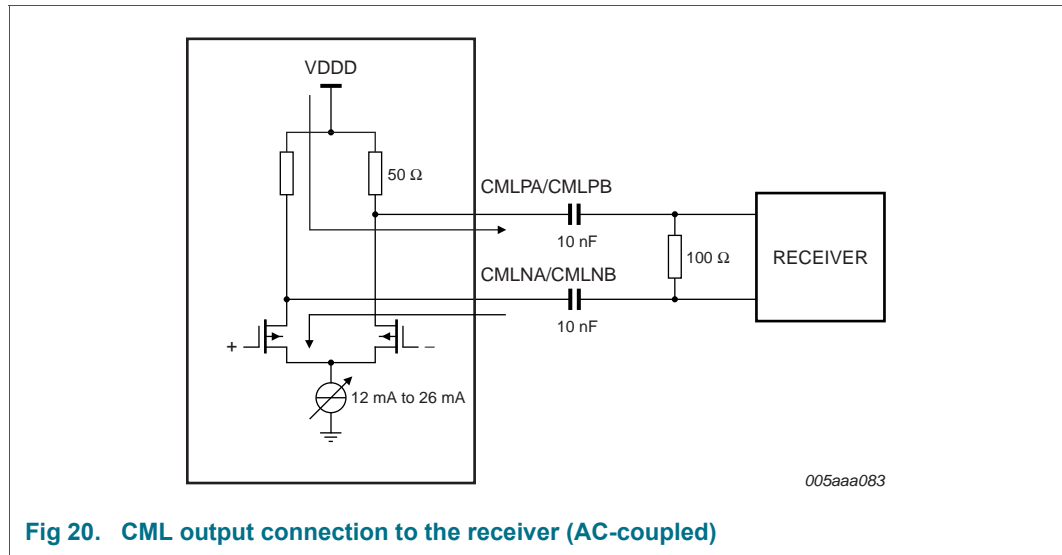 VDDD
50 Ω
CMLPA/CMLPB
10 nF
100 Ω
RECEIVER
CMLNA/CMLNB
10 nF
+
−
12 mA to 26 mA
005aaa083
Fig 20. CML output connection to the receiver (AC-coupled)